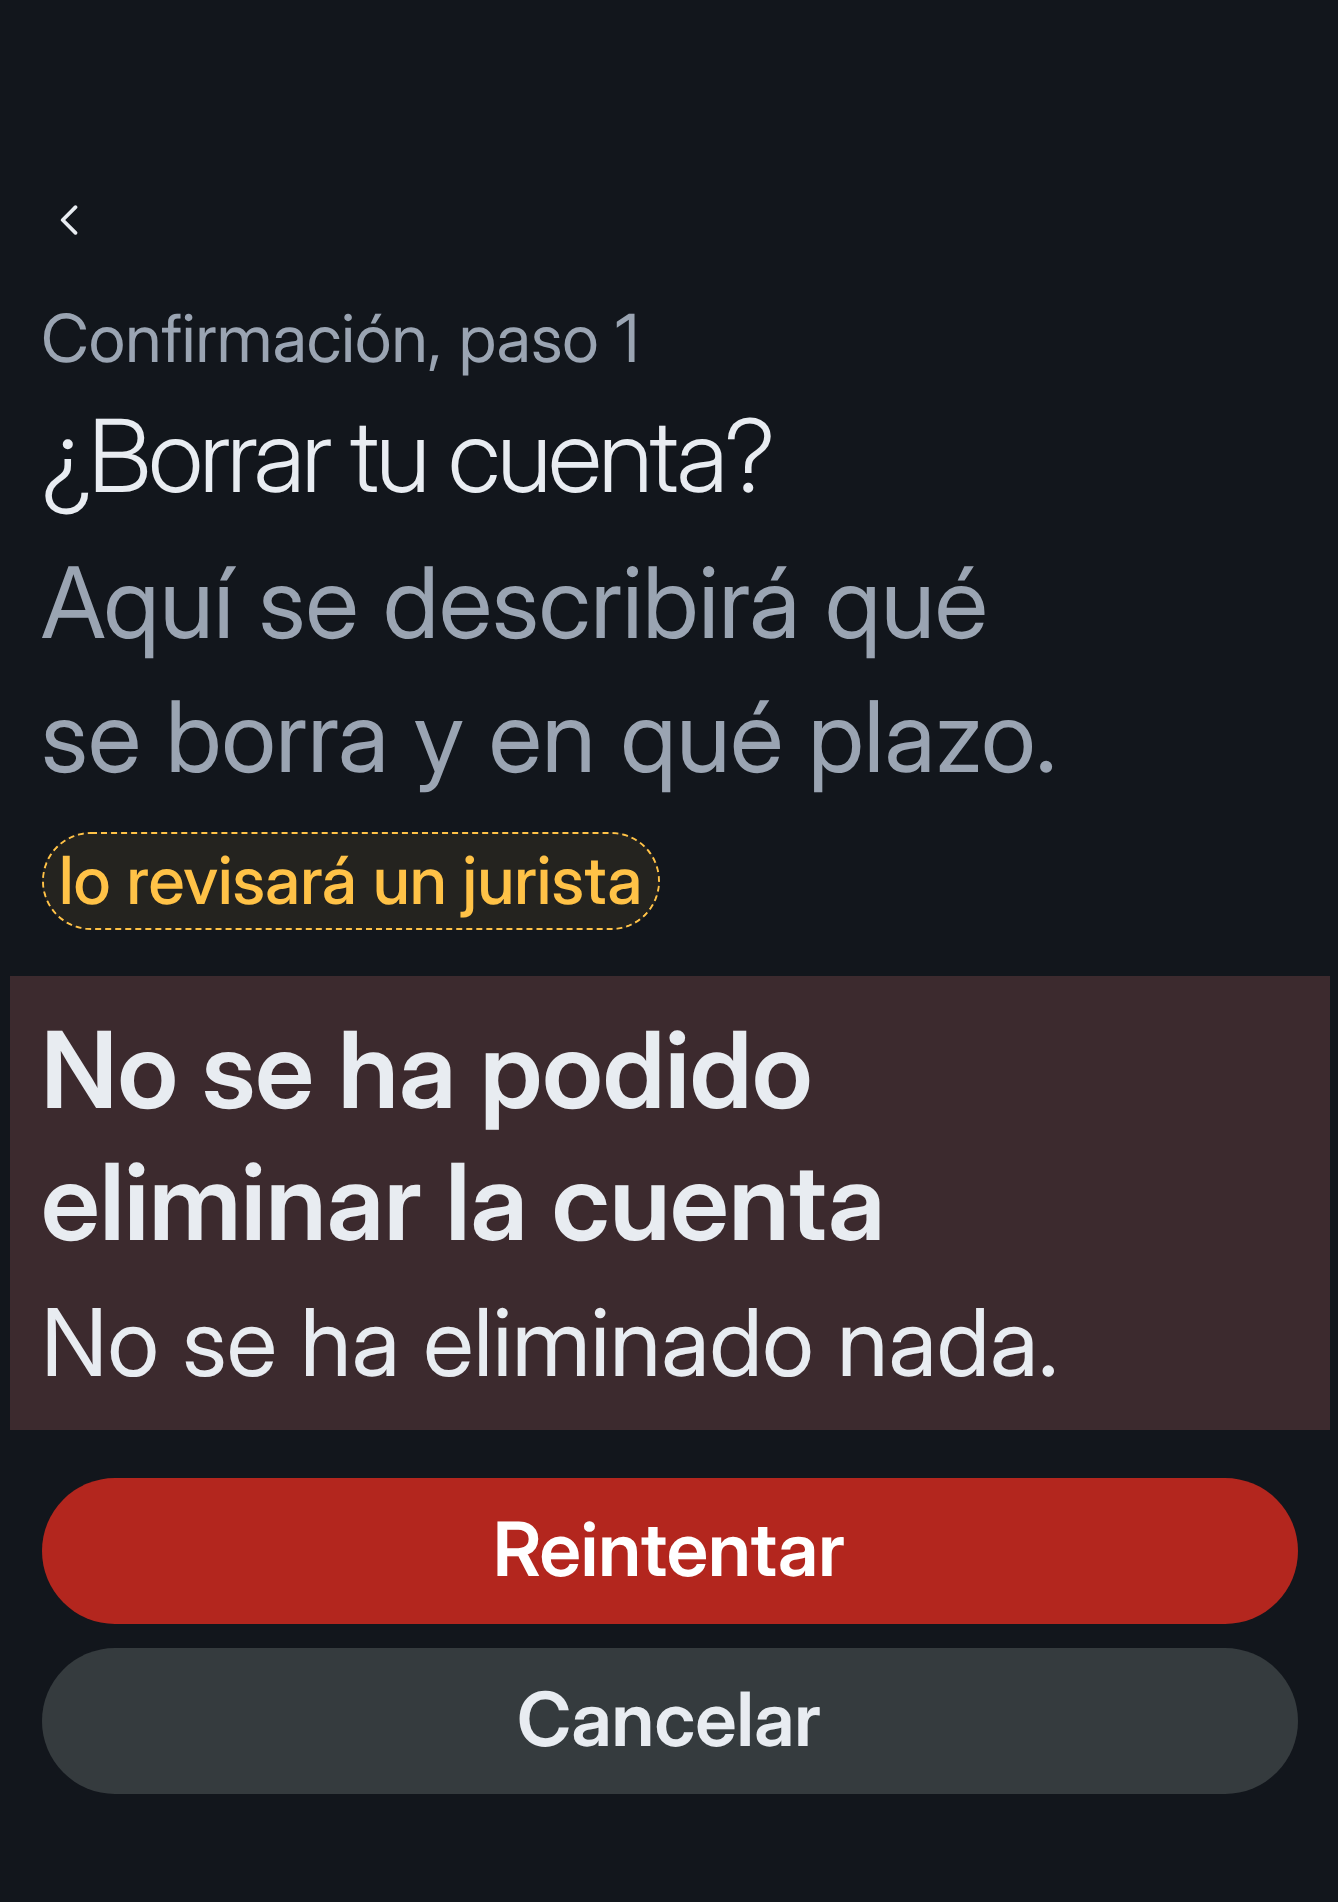 Confirmación, paso 1
¿Borrar tu cuenta?
Aquí se describirá qué
se borra y en qué plazo.
lo revisará un jurista
No se ha podido
eliminar la cuenta
No se ha eliminado nada.
Reintentar
Cancelar